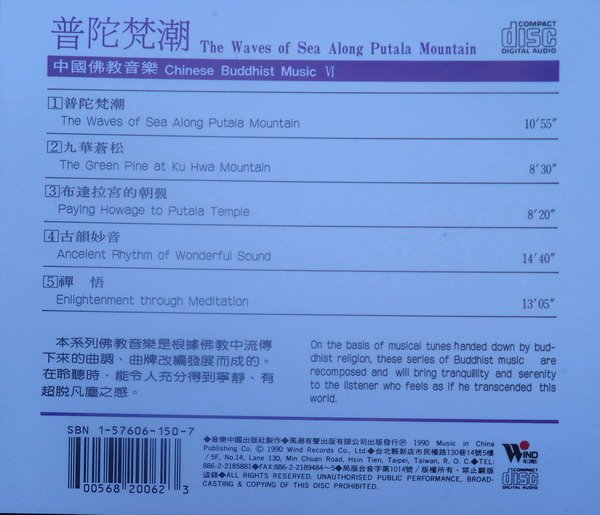 普陀梵潮 The Waves of Sea Along Putala Mountain
COMPACT disc DIGITAL AUDIO
中國佛教音樂 Chinese Buddhist Music Ⅵ
1 普陀梵潮
The Waves of Sea Along Putala Mountain 10'55"
2 九華蒼松
The Green Pine at Ku Hwa Mountain 8'30"
3 布達拉宮的朝覲
Paying Howage to Putala Temple 8'20"
4 古韻妙音
Anceient Rhythm of Wonderful Sound 14'40"
5 禪 悟
Enlightenment through Meditation 13'05"
本系列佛教音樂是根據佛教中流傳
下來的曲調、曲牌改編發展而成的。
在聆聽時，能令人充分得到寧靜、有
超脱凡塵之感。
On the basis of musical tunes handed down by bud-
dhist religion, these series of Buddhist music are
recomposed and will bring tranquillity and serenity
to the listener who feels as if he transcended this
world.
SBN 1-57606-150-7
00568 20062 3
◆音樂中國出版社製作◆風潮有聲出版有限公司出版發行Ⓟ 1990 Music in China
Publishing Co. Ⓒ 1990 Wind Records Co., Ltd. ◆台北縣新店市民權路130巷14號5樓
/ 5F, No.14, Lane 130, Min Chuan Road, Hsin Tien, Taipei, Taiwan, R. O. C.◆TEL:
886-2-2185881◆FAX:886-2-2189484~5◆局版台音字第1014號/版權所有，禁止翻版
盜錄◆ALL RIGHTS RESERVED. UNAUTHORISED PUBLIC PERFORMANCE, BROAD-
CASTING & COPYING OF THIS DISC PROHIBITED.
WIND
COMPACT disc DIGITAL AUDIO